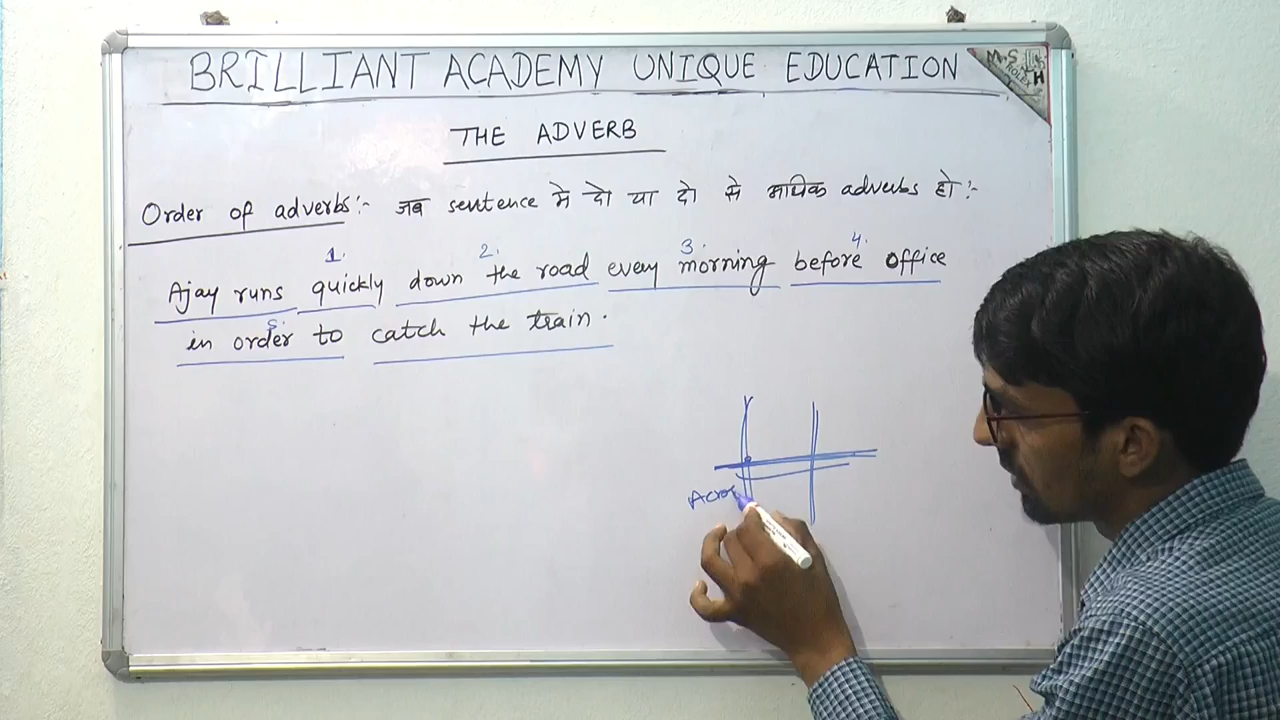 BRILLIANT ACADEMY UNIQUE EDUCATION
M.S
H
THE ADVERB
Order of adverbs:- जब sentence में दो या दो से अधिक adverbs हो:-
1. 2. 3. 4.
Ajay runs quickly down the road every morning before office
5.
in order to catch the train.
Acros